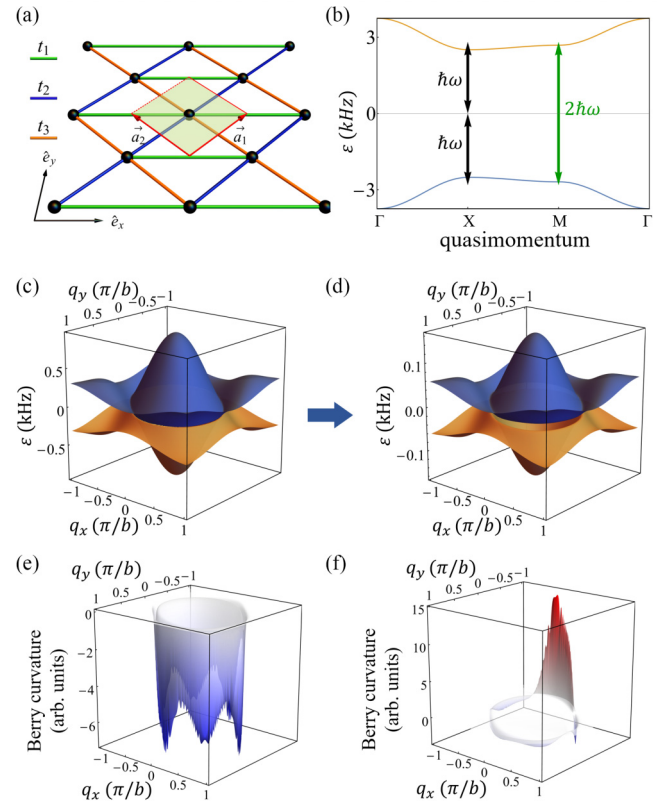 (a)
t₁
t₂
t₃
a⃗₂
a⃗₁
ê_y
ê_x
(b)
ε (kHz)
3
0
−3
ħω
ħω
2ħω
Γ X M Γ
quasimomentum
(c)
q_y (π/b)
1 0.5 0 -0.5 -1
ε (kHz)
0.5
0
-0.5
−1 -0.5 0 0.5 1
q_x (π/b)
(d)
q_y (π/b)
1 0.5 0 -0.5 -1
ε (kHz)
0.1
0.0
-0.1
−1 -0.5 0 0.5 1
q_x (π/b)
(e)
q_y (π/b)
1 0.5 0 -0.5 -1
Berry curvature
(arb. units)
0
−2
−4
−6
−1 -0.5 0 0.5 1
q_x (π/b)
(f)
q_y (π/b)
1 0.5 0 -0.5 -1
Berry curvature
(arb. units)
15
10
5
0
−1 -0.5 0 0.5 1
q_x (π/b)